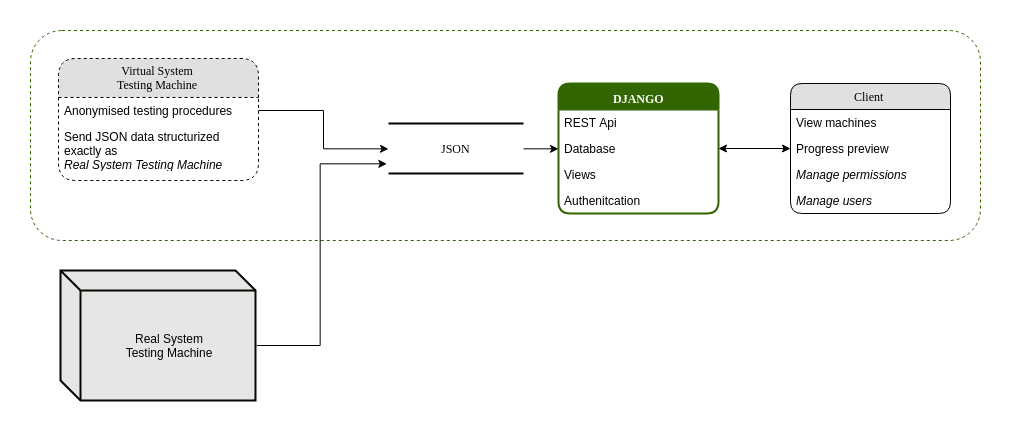 Virtual System
Testing Machine
Anonymised testing procedures
Send JSON data structurized
exactly as
Real System Testing Machine
JSON
DJANGO
REST Api
Database
Views
Authenitcation
Client
View machines
Progress preview
Manage permissions
Manage users
Real System
Testing Machine